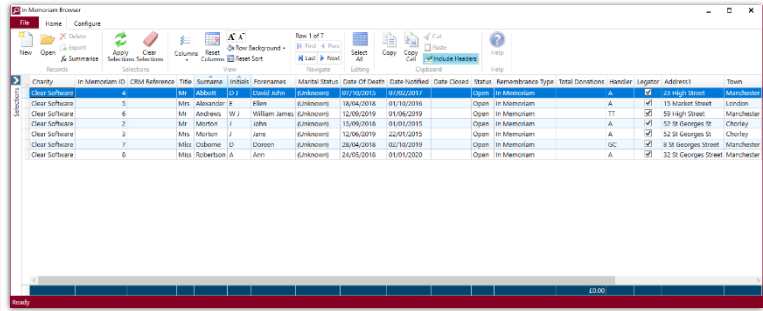 In Memoriam Browser
File Home Configure
New Open Delete Export Summarise Apply Selections Clear Selections Columns Reset Columns Row Background Reset Sort Row 1 of 7 First Prev Last Next Select All Copy Copy Cell Cut Paste Include Headers Help
Records Selections View Navigate Editing Clipboard Help
Selections
Charity In Memoriam ID CRM Reference Title Surname Initials Forenames Marital Status Date Of Death Date Notified Date Closed Status Remembrance Type Total Donations Handler Legator Address1 Town
Clear Software 4 Mr Abbott D J David John (Unknown) 07/10/2015 07/02/2017 Open In Memoriam A 23 High Street Manchester
Clear Software 5 Mrs Alexander E Ellen (Unknown) 18/04/2018 01/10/2016 Open In Memoriam A 15 Market Street London
Clear Software 6 Mr Andrews W J William James (Unknown) 12/09/2019 01/06/2019 Open In Memoriam TT 59 High Street Manchester
Clear Software 2 Mr Morton J John (Unknown) 15/09/2018 01/01/2015 Open In Memoriam A 52 St Georges St Chorley
Clear Software 3 Mrs Morton J Jane (Unknown) 12/06/2019 22/01/2015 Open In Memoriam A 52 St Georges St Chorley
Clear Software 7 Miss Osborne D Doreen (Unknown) 28/04/2018 02/10/2019 Open In Memoriam GC 8 St Georges Street Manchester
Clear Software 8 Miss Robertson A Ann (Unknown) 24/05/2018 01/01/2020 Open In Memoriam A 32 St Georges Street Manchester
£0.00
Ready